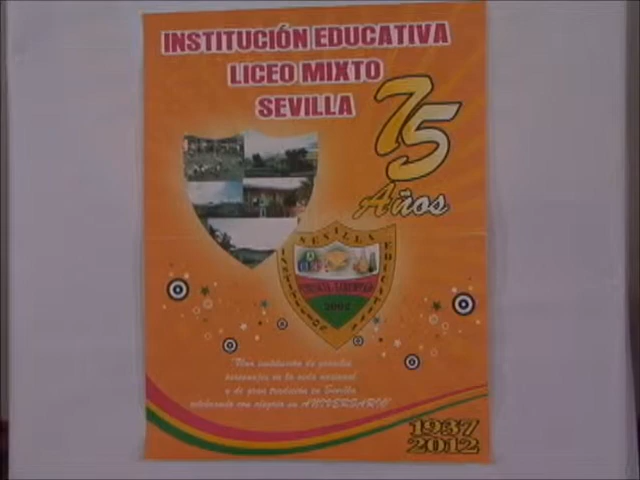 INSTITUCIÓN EDUCATIVA
LICEO MIXTO
SEVILLA
75
Años
SEVILLA
2002
"Una institución de grandes
personajes en la vida nacional
y de gran tradición en Sevilla
celebrando con alegría su ANIVERSARIO"
1937
2012